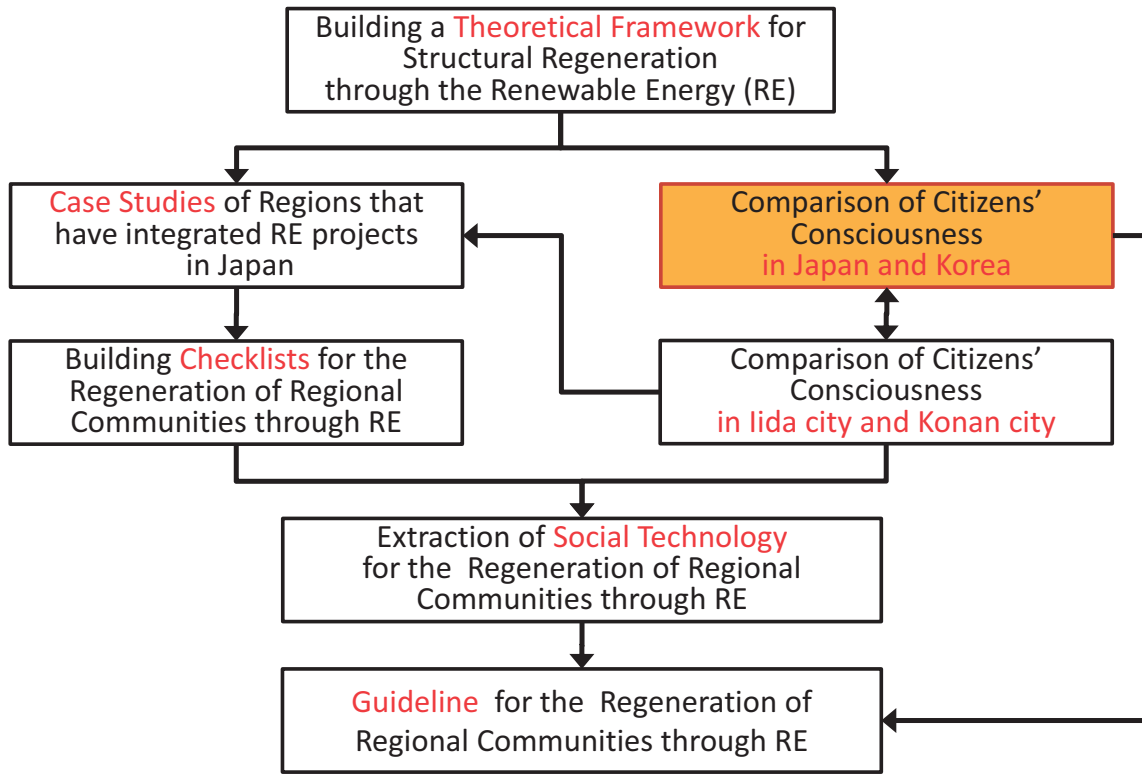 Building a Theoretical Framework for
Structural Regeneration
through the Renewable Energy (RE)
Case Studies of Regions that
have integrated RE projects
in Japan
Comparison of Citizens’
Consciousness
in Japan and Korea
Building Checklists for the
Regeneration of Regional
Communities through RE
Comparison of Citizens’
Consciousness
in Iida city and Konan city
Extraction of Social Technology
for the Regeneration of Regional
Communities through RE
Guideline for the Regeneration of
Regional Communities through RE